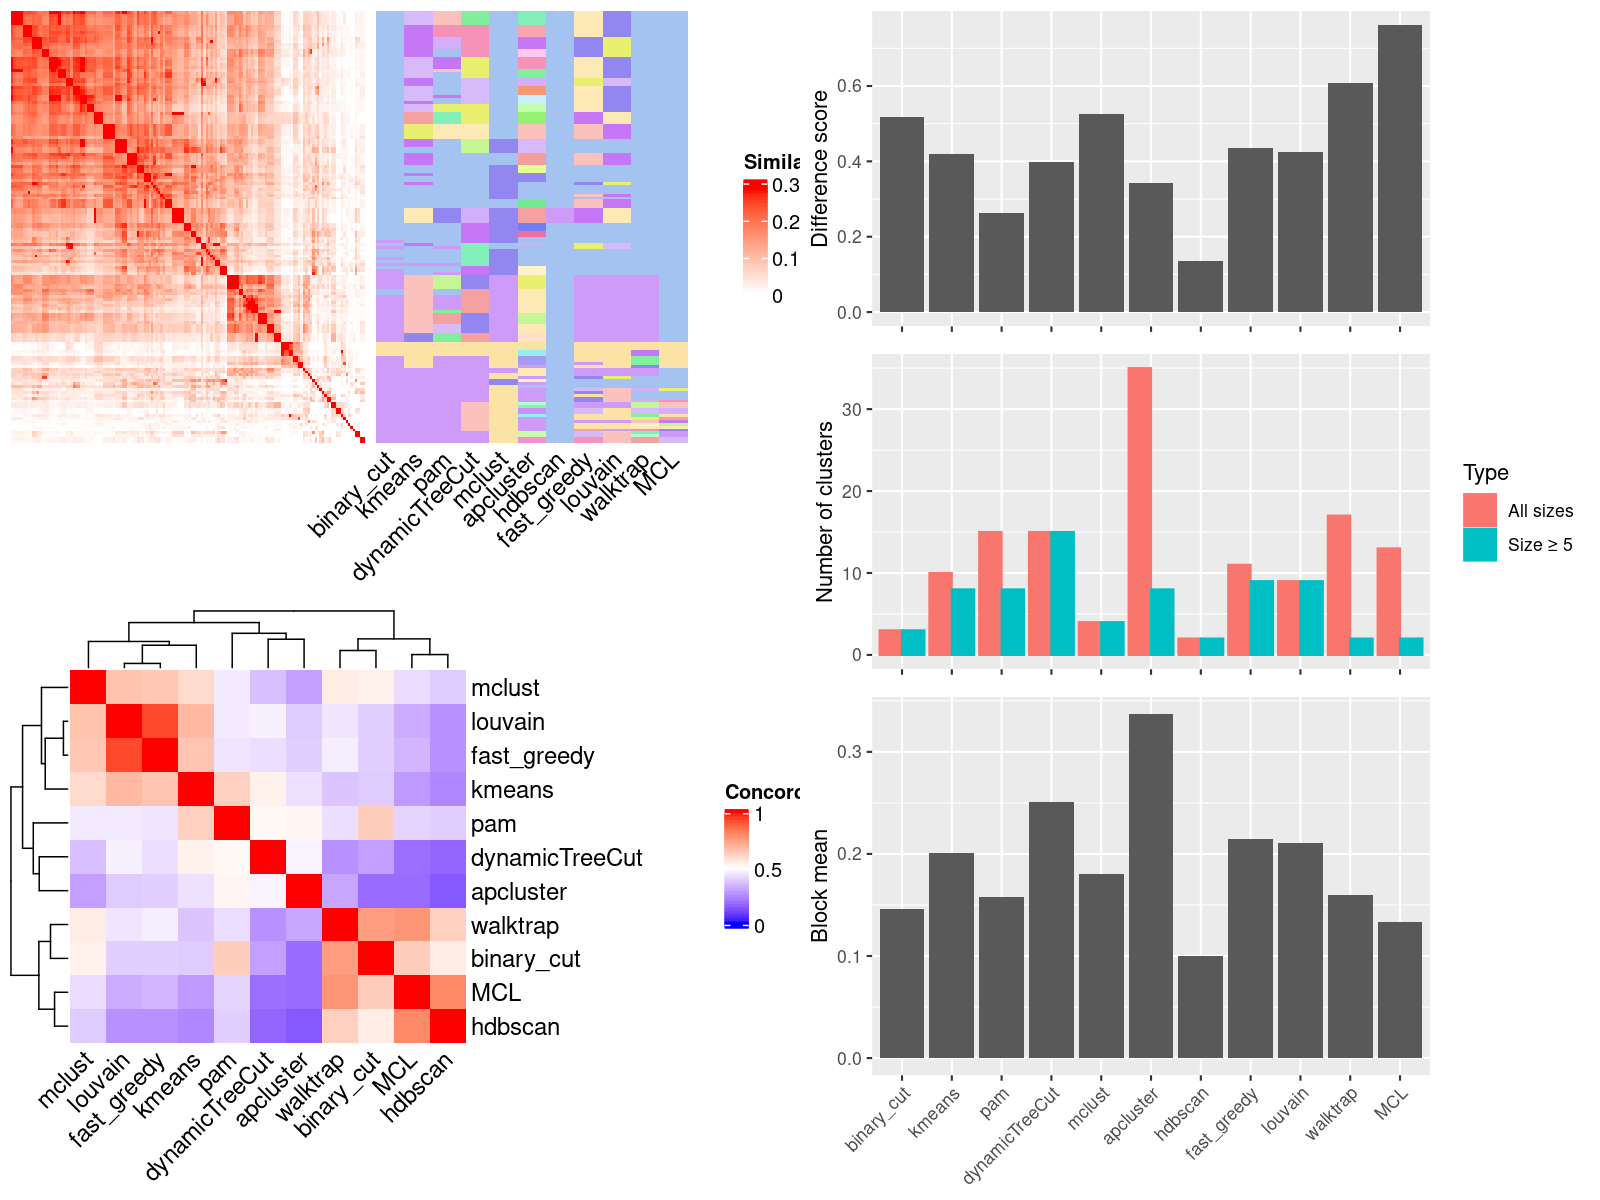 Simila
0.3
0.2
0.1
0
binary_cut
kmeans
pam
dynamicTreeCut
mclust
apcluster
hdbscan
fast_greedy
louvain
walktrap
MCL
mclust
louvain
fast_greedy
kmeans
pam
dynamicTreeCut
apcluster
walktrap
binary_cut
MCL
hdbscan
Concord
1
0.5
0
mclust
louvain
fast_greedy
kmeans
pam
dynamicTreeCut
apcluster
walktrap
binary_cut
MCL
hdbscan
Difference score
0.6
0.4
0.2
0.0
Number of clusters
30
20
10
0
Type
All sizes
Size ≥ 5
Block mean
0.3
0.2
0.1
0.0
binary_cut
kmeans
pam
dynamicTreeCut
mclust
apcluster
hdbscan
fast_greedy
louvain
walktrap
MCL